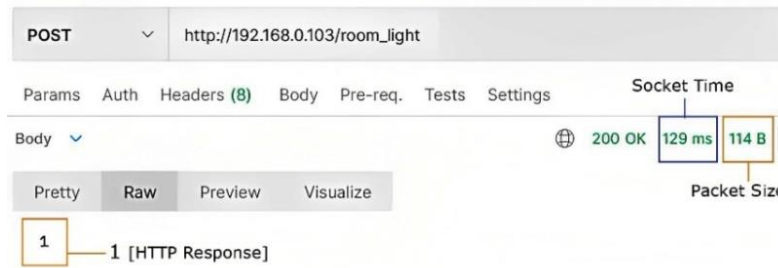 POST http://192.168.0.103/room_light
Params Auth Headers (8) Body Pre-req. Tests Settings Socket Time
Body 200 OK 129 ms 114 B
Pretty Raw Preview Visualize Packet Size
1 1 [HTTP Response]